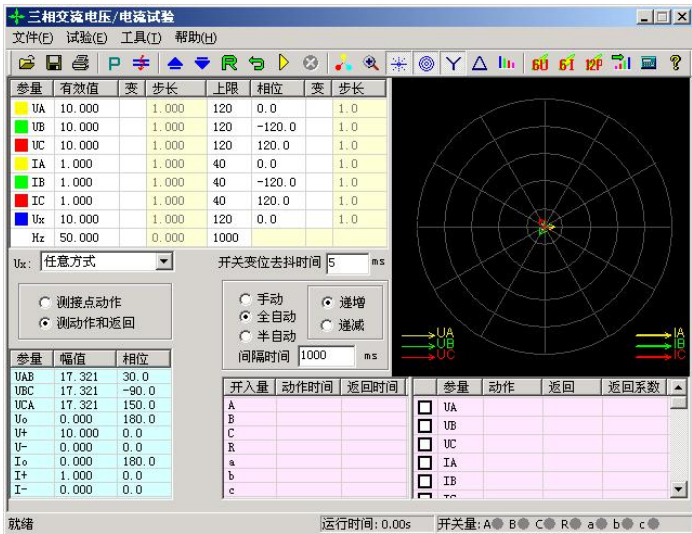 三相交流电压/电流试验
文件(F) 试验(E) 工具(T) 帮助(H)
P R 6U 6-I 12P ?
参量 有效值 变 步长 上限 相位 变 步长
UA 10.000 1.000 120 0.0 1.0
UB 10.000 1.000 120 -120.0 1.0
UC 10.000 1.000 120 120.0 1.0
IA 1.000 1.000 40 0.0 1.0
IB 1.000 1.000 40 -120.0 1.0
IC 1.000 1.000 40 120.0 1.0
Ux 10.000 1.000 120 0.0 1.0
Hz 50.000 0.000 1000
Ux: 任意方式 开关变位去抖时间 5 ms
测接点动作
测动作和返回
手动
全自动
半自动
递增
递减
间隔时间 1000 ms
UA
UB
UC
IA
IB
IC
参量 幅值 相位
UAB 17.321 30.0
UBC 17.321 -90.0
UCA 17.321 150.0
Uo 0.000 180.0
U+ 10.000 0.0
U- 0.000 0.0
Io 0.000 180.0
I+ 1.000 0.0
I- 0.000 0.0
开入量 动作时间 返回时间
A
B
C
R
a
b
c
参量 动作 返回 返回系数
UA
UB
UC
IA
IB
IC
就绪 运行时间: 0.00s 开关量: A B C R a b c